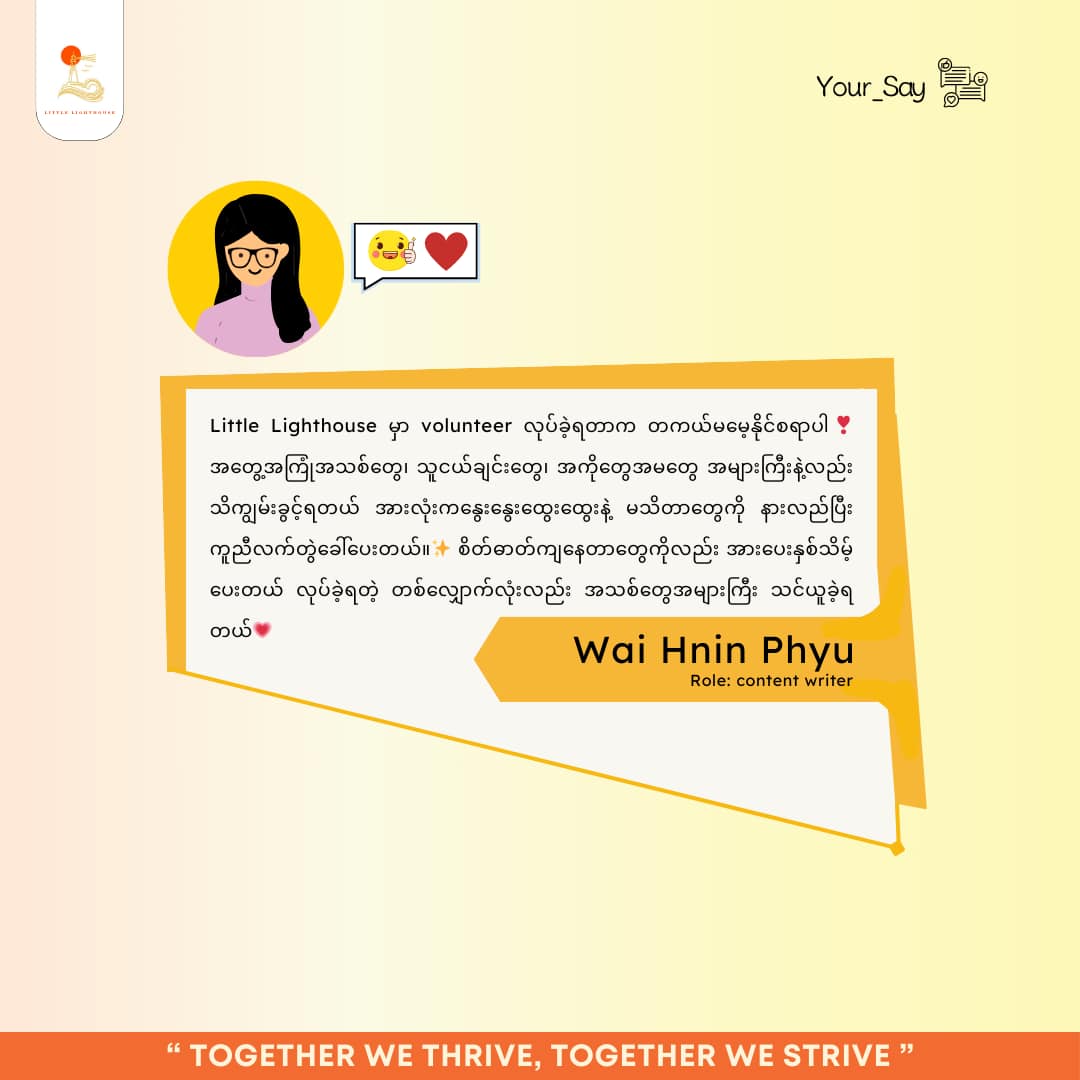 LITTLE LIGHTHOUSE
Your_Say
Little Lighthouse မှာ volunteer လုပ်ခဲ့ရတာက တကယ်မမေ့နိုင်စရာပါ❣️
အတွေ့အကြုံအသစ်တွေ၊ သူငယ်ချင်းတွေ၊ အကိုတွေအမတွေ အများကြီးနဲ့လည်း
သိကျွမ်းခွင့်ရတယ် အားလုံးကနွေးနွေးထွေးထွေးနဲ့ မသိတာတွေကို နားလည်ပြီး
ကူညီလက်တွဲခေါ်ပေးတယ်။✨ စိတ်ဓာတ်ကျနေတာတွေကိုလည်း အားပေးနှစ်သိမ့်
ပေးတယ် လုပ်ခဲ့ရတဲ့ တစ်လျှောက်လုံးလည်း အသစ်တွေအများကြီး သင်ယူခဲ့ရ
တယ်💗
Wai Hnin Phyu
Role: content writer
“ TOGETHER WE THRIVE, TOGETHER WE STRIVE ”